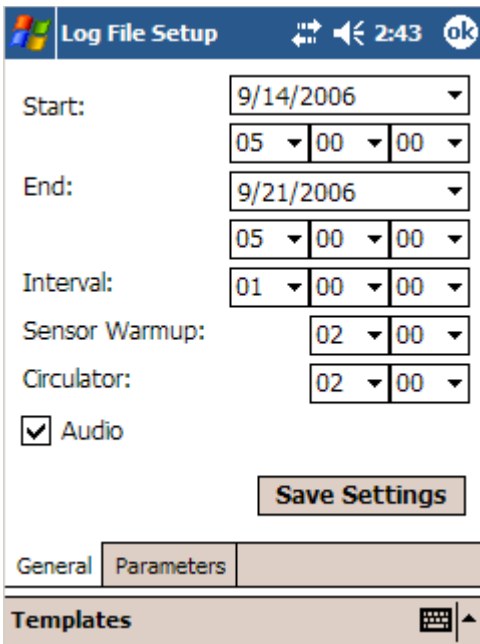 Log File Setup 2:43 ok
Start: 9/14/2006
05 00 00
End: 9/21/2006
05 00 00
Interval: 01 00 00
Sensor Warmup: 02 00
Circulator: 02 00
Audio
Save Settings
General Parameters
Templates